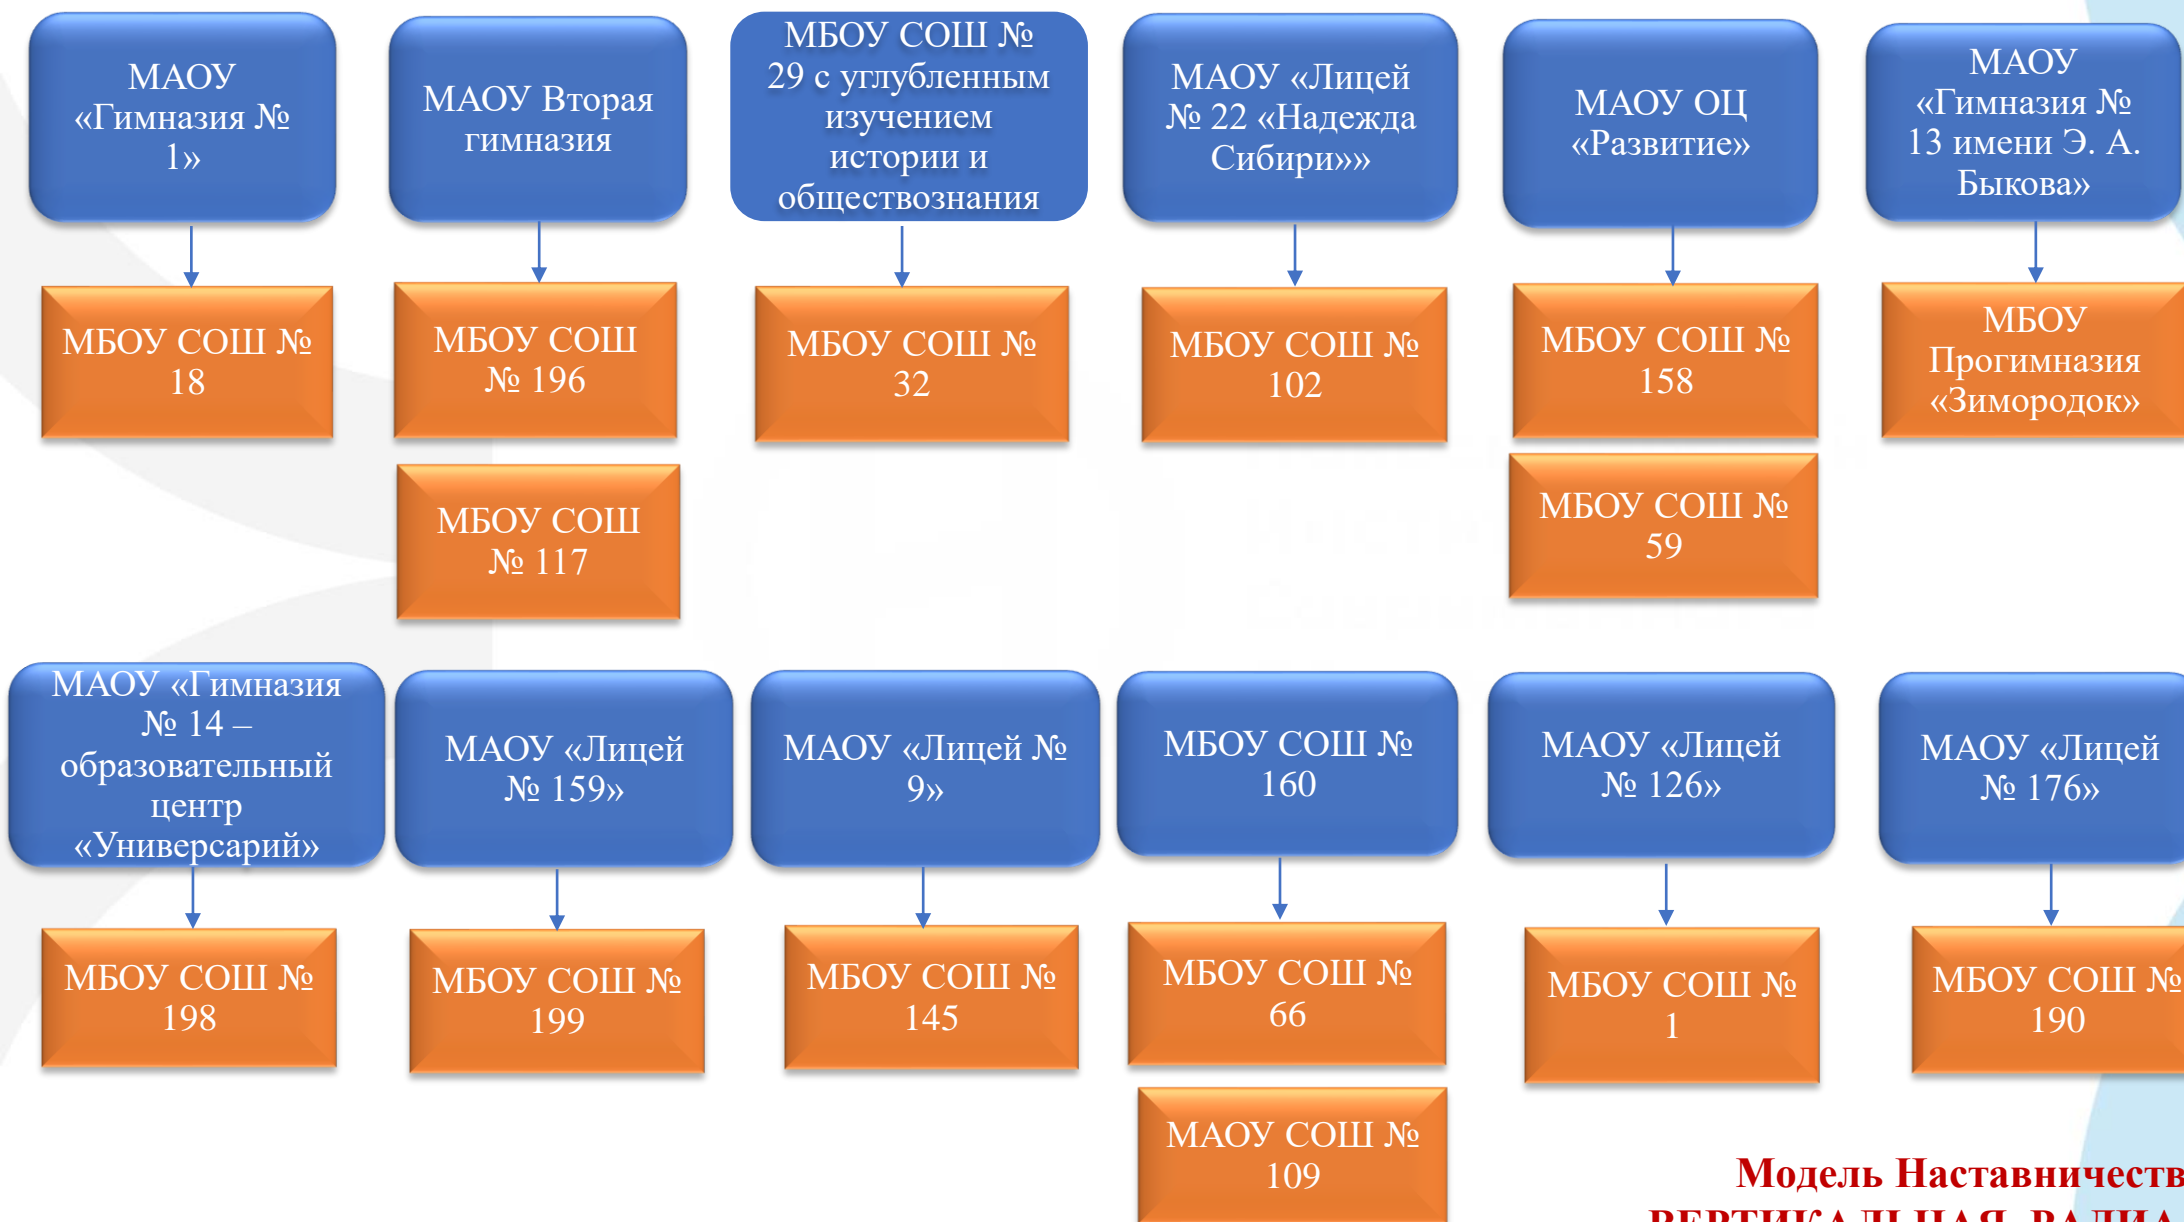 МАОУ
«Гимназия №
1»
МАОУ Вторая
гимназия
МБОУ СОШ №
29 с углубленным
изучением
истории и
обществознания
МАОУ «Лицей
№ 22 «Надежда
Сибири»»
МАОУ ОЦ
«Развитие»
МАОУ
«Гимназия №
13 имени Э. А.
Быкова»
МБОУ СОШ №
18
МБОУ СОШ
№ 196
МБОУ СОШ №
32
МБОУ СОШ №
102
МБОУ СОШ №
158
МБОУ
Прогимназия
«Зимородок»
МБОУ СОШ
№ 117
МБОУ СОШ №
59
МАОУ «Гимназия
№ 14 –
образовательный
центр
«Универсарий»
МАОУ «Лицей
№ 159»
МАОУ «Лицей №
9»
МБОУ СОШ №
160
МАОУ «Лицей
№ 126»
МАОУ «Лицей
№ 176»
МБОУ СОШ №
198
МБОУ СОШ №
199
МБОУ СОШ №
145
МБОУ СОШ №
66
МБОУ СОШ №
1
МБОУ СОШ №
190
МАОУ СОШ №
109
Модель Наставничеств